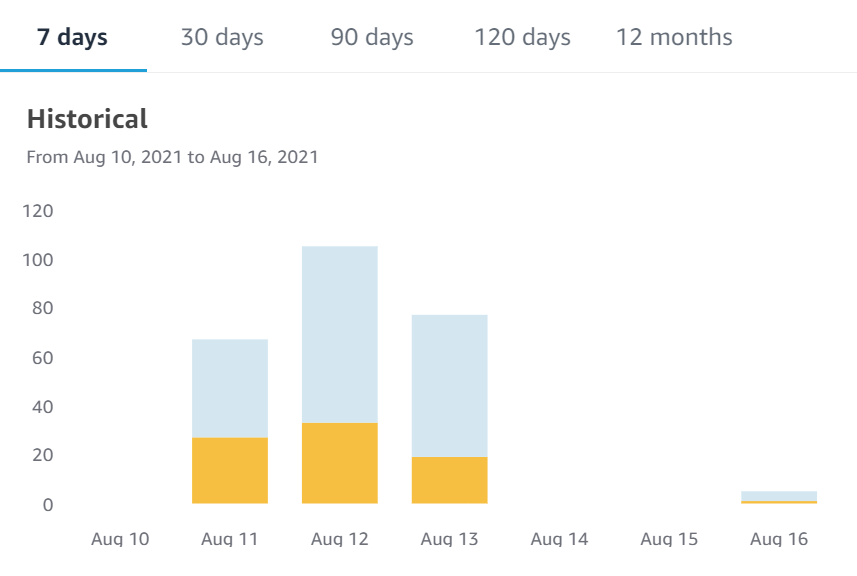 7 days 30 days 90 days 120 days 12 months
Historical
From Aug 10, 2021 to Aug 16, 2021
120
100
80
60
40
20
0
Aug 10 Aug 11 Aug 12 Aug 13 Aug 14 Aug 15 Aug 16